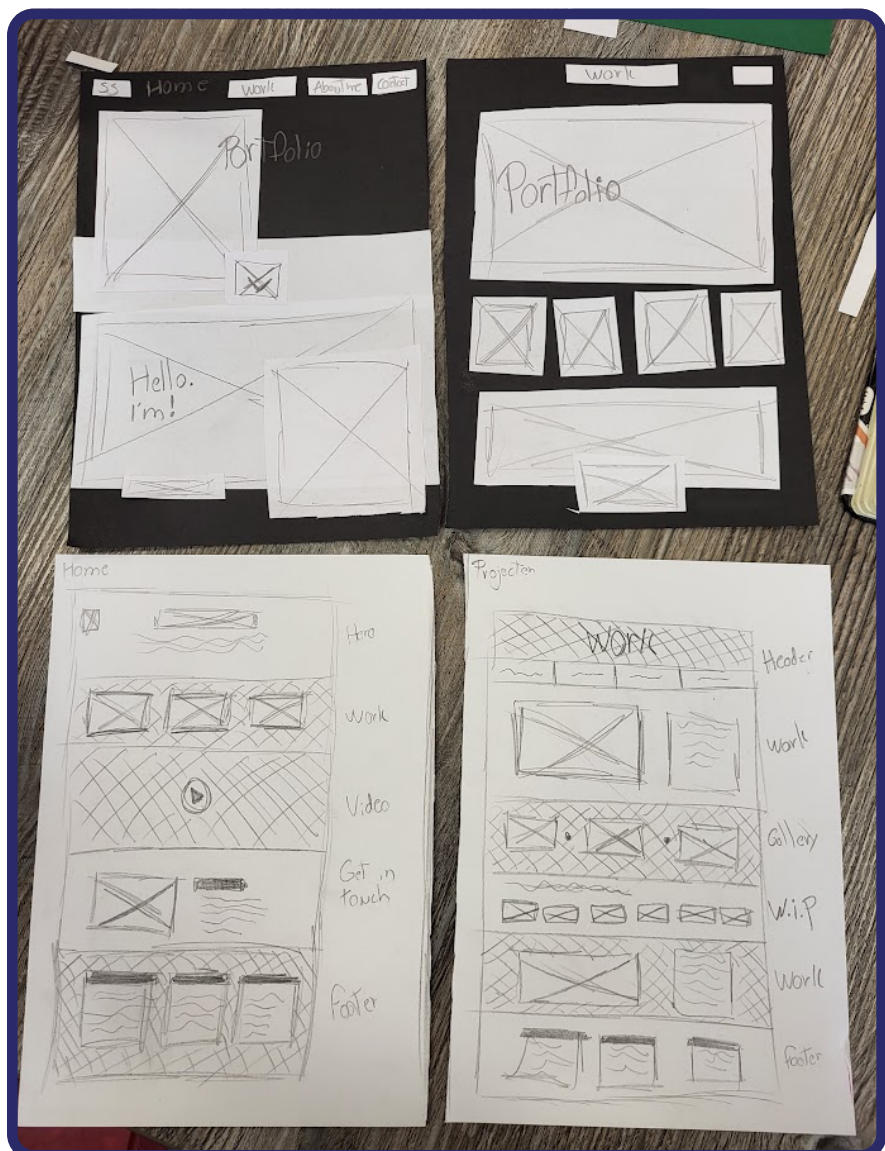 SS Home Work About me Contact
Portfolio
Hello.
I'm!
Work
Portfolio
Home
Hero
Work
Video
Get in
touch
Footer
Projecten
Work
Header
Work
Gallery
W.i.P
Work
Footer